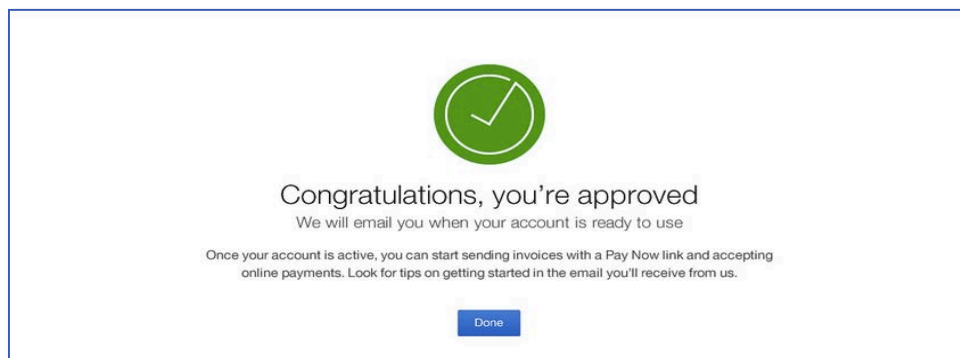 Congratulations, you’re approved
We will email you when your account is ready to use
Once your account is active, you can start sending invoices with a Pay Now link and accepting
online payments. Look for tips on getting started in the email you’ll receive from us.
Done